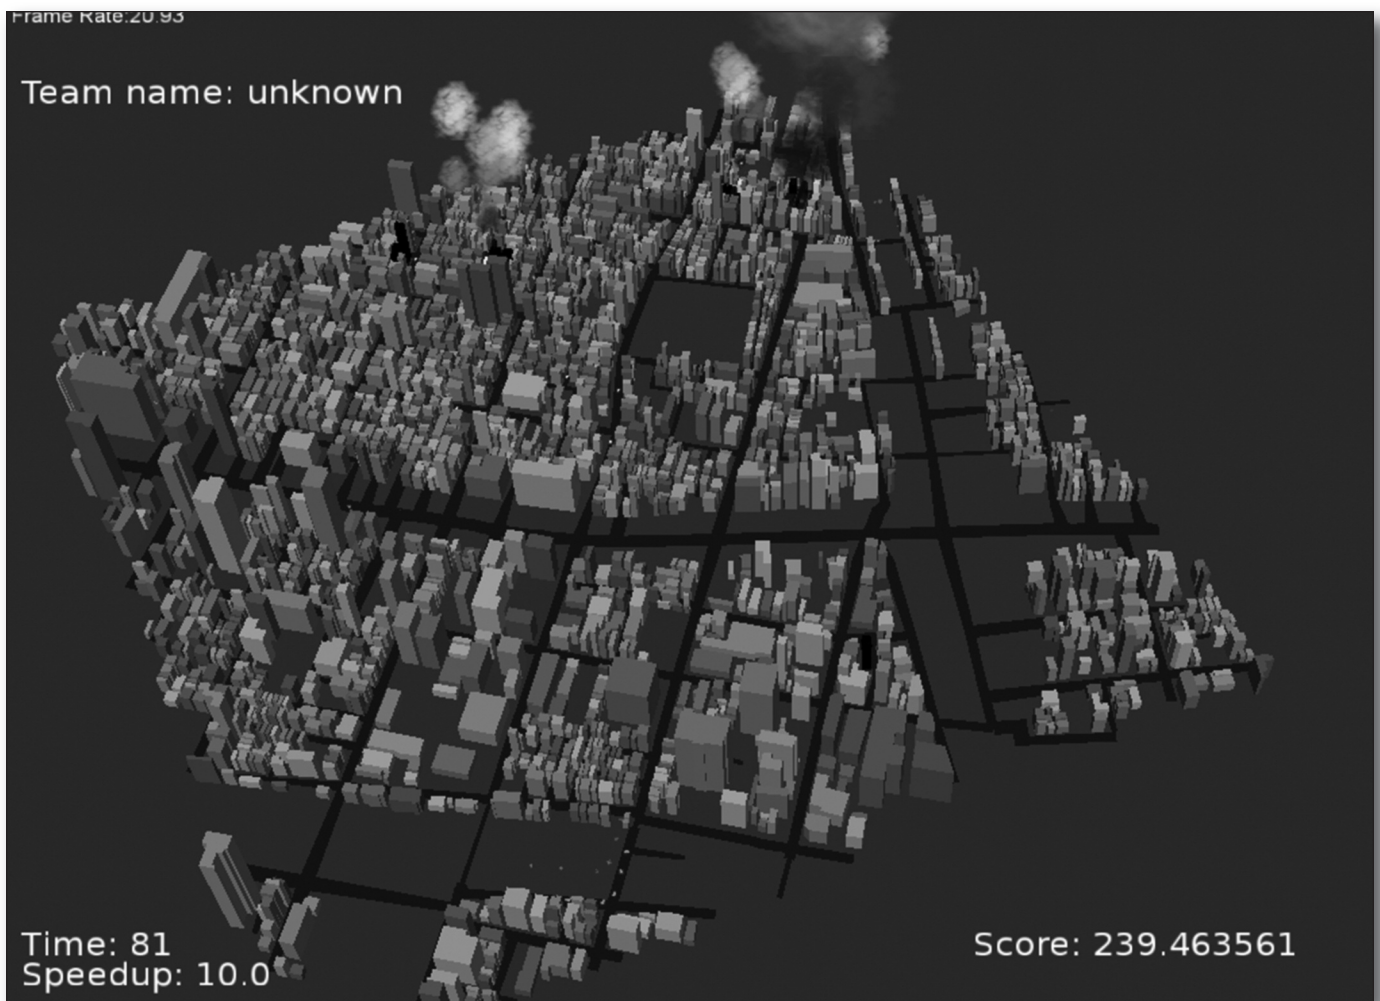 Frame Rate:20.93
Team name: unknown
Time: 81
Speedup: 10.0
Score: 239.463561